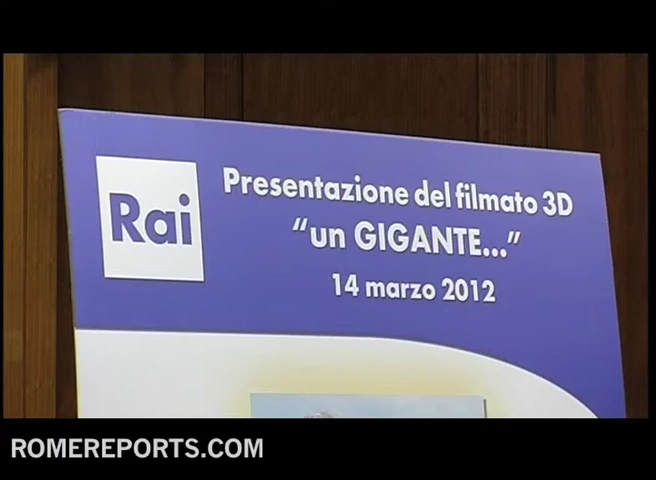 Rai
Presentazione del filmato 3D
"un GIGANTE..."
14 marzo 2012
ROMEREPORTS.COM